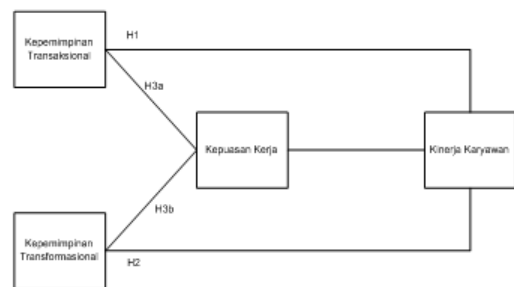 Kepemimpinan
Transaksional
H1
H3a
Kepuasan Kerja
Kinerja Karyawan
H3b
Kepemimpinan
Transformasional
H2